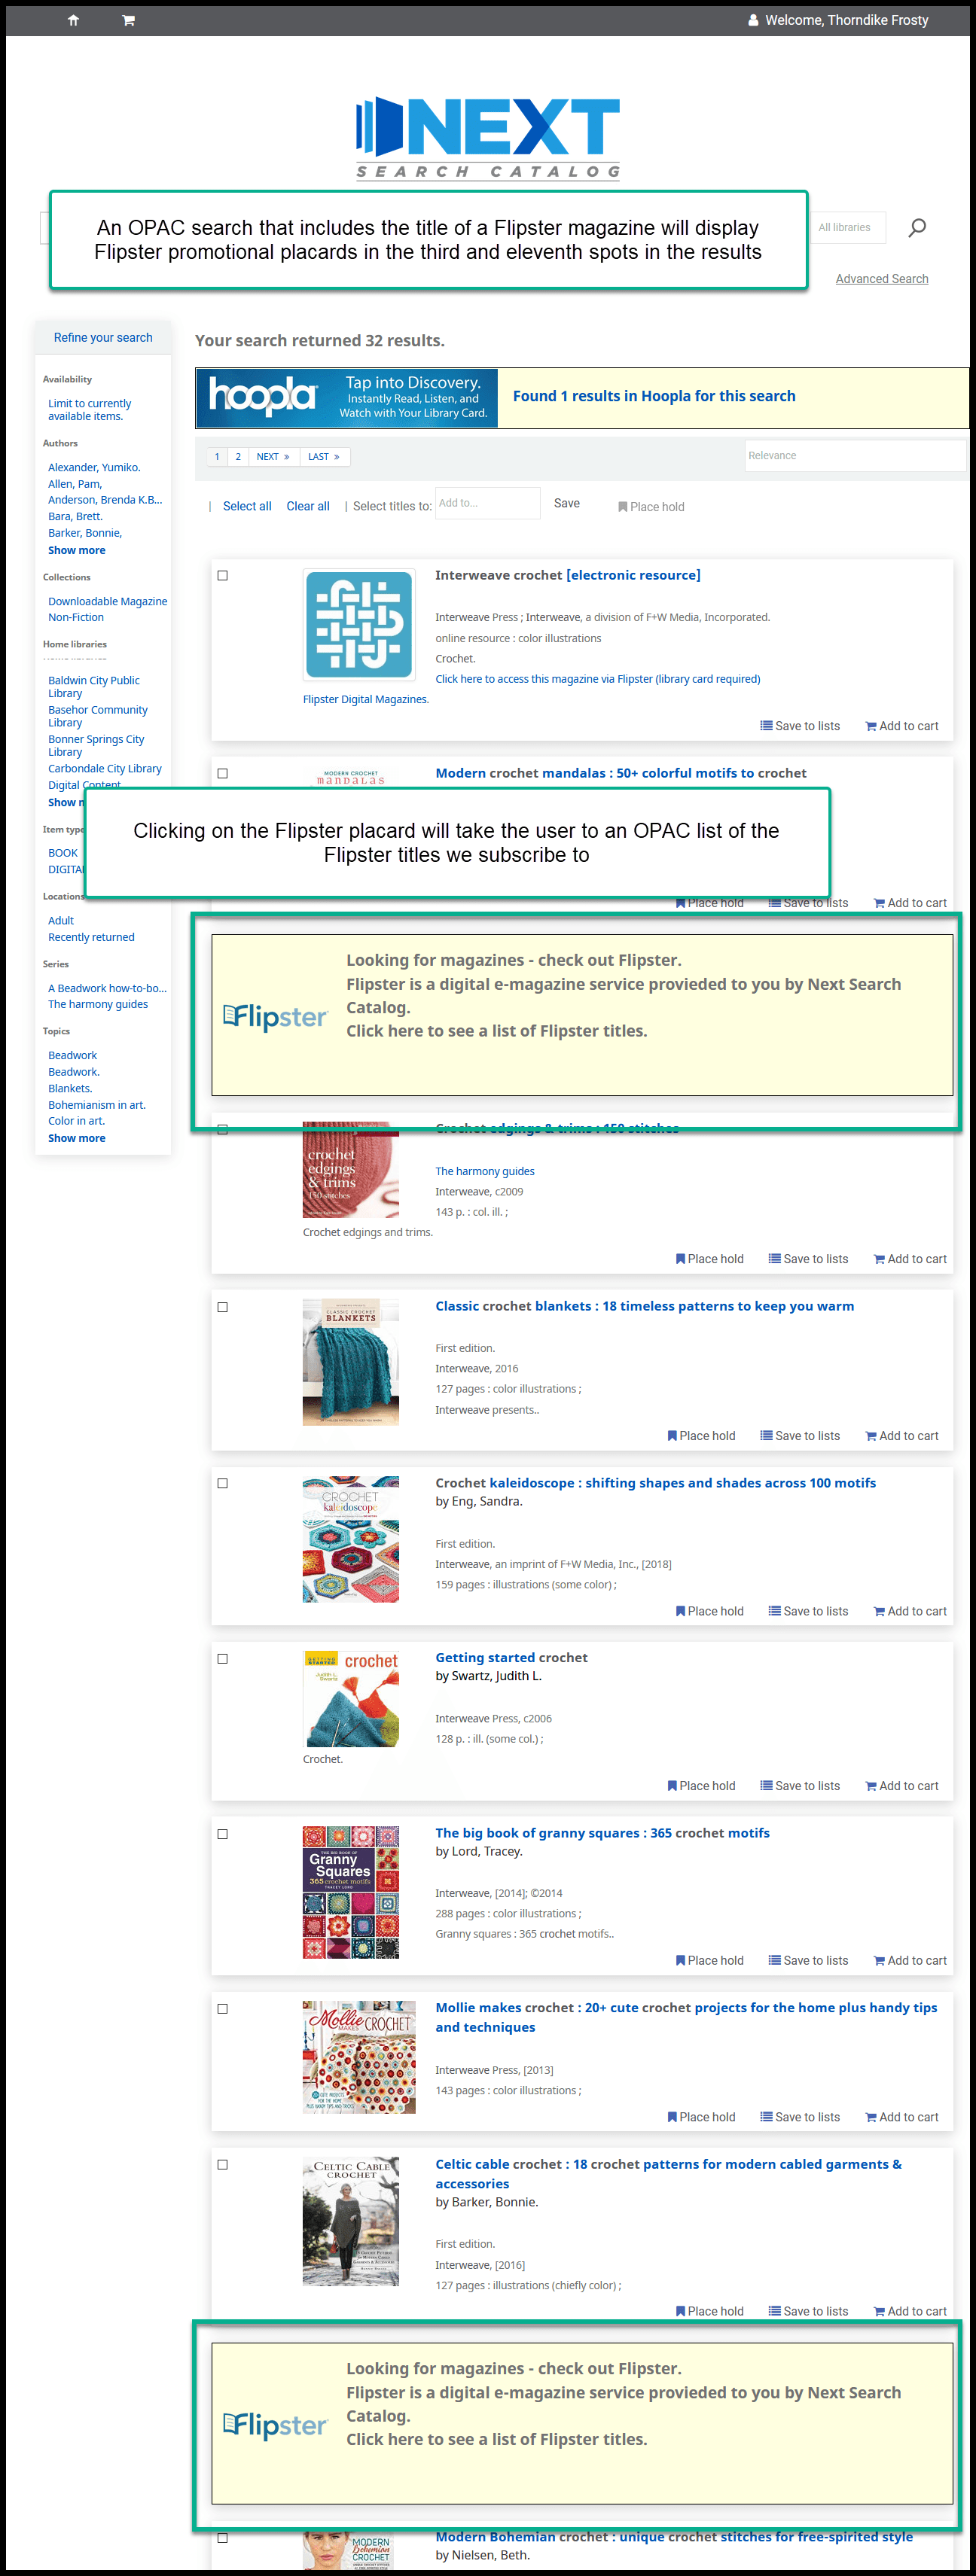 Welcome, Thorndike Frosty
NEXT
SEARCH CATALOG
An OPAC search that includes the title of a Flipster magazine will display
Flipster promotional placards in the third and eleventh spots in the results
All libraries
Advanced Search
Refine your search
Availability
Limit to currently
available items.
Authors
Alexander, Yumiko.
Allen, Pam,
Anderson, Brenda K.B...
Bara, Brett.
Barker, Bonnie,
Show more
Collections
Downloadable Magazine
Non-Fiction
Home libraries
Baldwin City Public
Library
Basehor Community
Library
Bonner Springs City
Library
Carbondale City Library
Digital Content
Show
Item type
BOOK
DIGITA
Locations
Adult
Recently returned
Series
A Beadwork how-to-bo...
The harmony guides
Topics
Beadwork
Beadwork.
Blankets.
Bohemianism in art.
Color in art.
Show more
Your search returned 32 results.
hoopla
Tap into Discovery.
Instantly Read, Listen, and
Watch with Your Library Card.
Found 1 results in Hoopla for this search
1 2 NEXT » LAST »
Relevance
| Select all Clear all | Select titles to: Add to... Save Place hold
Interweave crochet [electronic resource]
Interweave Press ; Interweave, a division of F+W Media, Incorporated.
online resource : color illustrations
Crochet.
Click here to access this magazine via Flipster (library card required)
Flipster Digital Magazines.
Save to lists Add to cart
MODERN CROCHET
mandalas
Modern crochet mandalas : 50+ colorful motifs to crochet
Clicking on the Flipster placard will take the user to an OPAC list of the
Flipster titles we subscribe to
Place hold Save to lists Add to cart
Flipster
Looking for magazines - check out Flipster.
Flipster is a digital e-magazine service provieded to you by Next Search
Catalog.
Click here to see a list of Flipster titles.
crochet
edgings
& trims
150 stitches
Crochet edgings & trims : 150 stitches
The harmony guides
Interweave, c2009
143 p. : col. ill. ;
Crochet edgings and trims.
Place hold Save to lists Add to cart
CLASSIC CROCHET
BLANKETS
Classic crochet blankets : 18 timeless patterns to keep you warm
First edition.
Interweave, 2016
127 pages : color illustrations ;
Interweave presents..
Place hold Save to lists Add to cart
CROCHET
kaleidoscope
Crochet kaleidoscope : shifting shapes and shades across 100 motifs
by Eng, Sandra.
First edition.
Interweave, an imprint of F+W Media, Inc., [2018]
159 pages : illustrations (some color) ;
Place hold Save to lists Add to cart
GETTING
STARTED
crochet
Judith L.
Swartz
Getting started crochet
by Swartz, Judith L.
Interweave Press, c2006
128 p. : ill. (some col.) ;
Crochet.
Place hold Save to lists Add to cart
THE BIG BOOK OF
Granny
Squares
365 crochet motifs
TRACEY LORD
The big book of granny squares : 365 crochet motifs
by Lord, Tracey.
Interweave, [2014]; ©2014
288 pages : color illustrations ;
Granny squares : 365 crochet motifs..
Place hold Save to lists Add to cart
Mollie
MAKES
CROCHET
Mollie makes crochet : 20+ cute crochet projects for the home plus handy tips
and techniques
Interweave Press, [2013]
143 pages : color illustrations ;
Place hold Save to lists Add to cart
CELTIC CABLE
CROCHET
Celtic cable crochet : 18 crochet patterns for modern cabled garments &
accessories
by Barker, Bonnie.
First edition.
Interweave, [2016]
127 pages : illustrations (chiefly color) ;
Place hold Save to lists Add to cart
Flipster
Looking for magazines - check out Flipster.
Flipster is a digital e-magazine service provieded to you by Next Search
Catalog.
Click here to see a list of Flipster titles.
MODERN
Bohemian
CROCHET
Modern Bohemian crochet : unique crochet stitches for free-spirited style
by Nielsen, Beth.